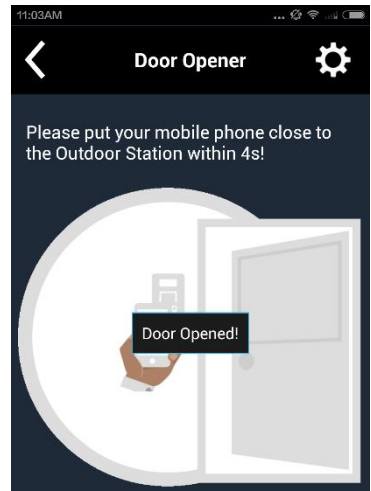 11:03AM
Door Opener
Please put your mobile phone close to
the Outdoor Station within 4s!
Door Opened!